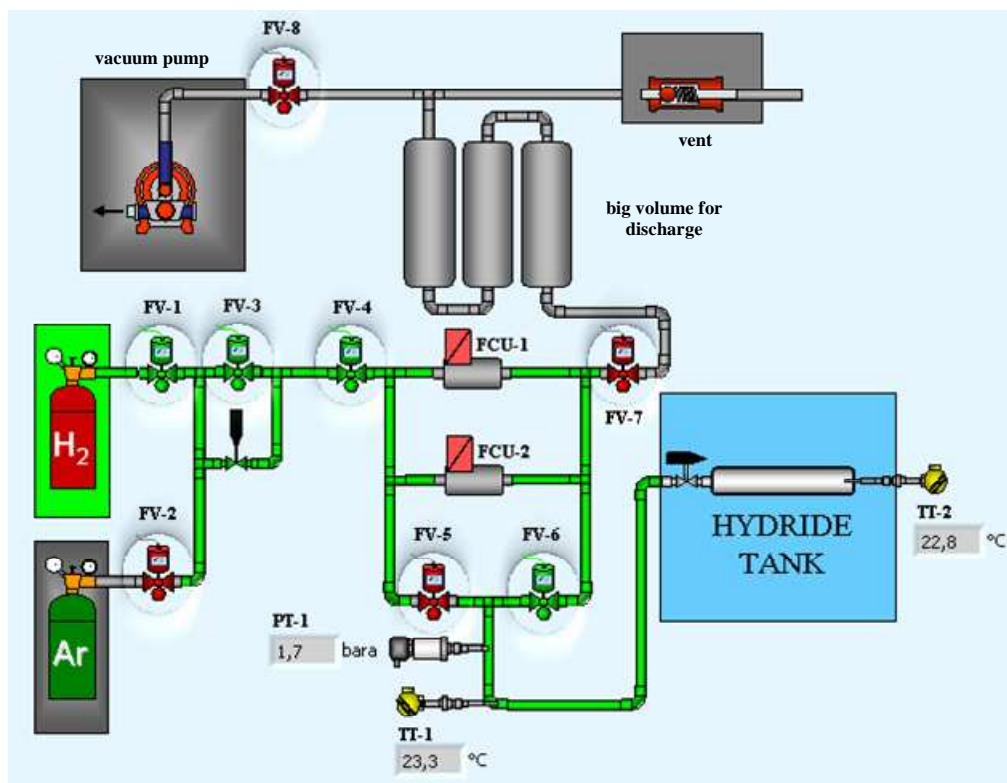 FV-8
vacuum pump
vent
big volume for
discharge
FV-1
FV-3
FV-4
FCU-1
H2
FV-7
FCU-2
FV-2
FV-5
FV-6
HYDRIDE
TANK
TT-2
22,8 °C
Ar
PT-1
1,7 bara
TT-1
23,3 °C